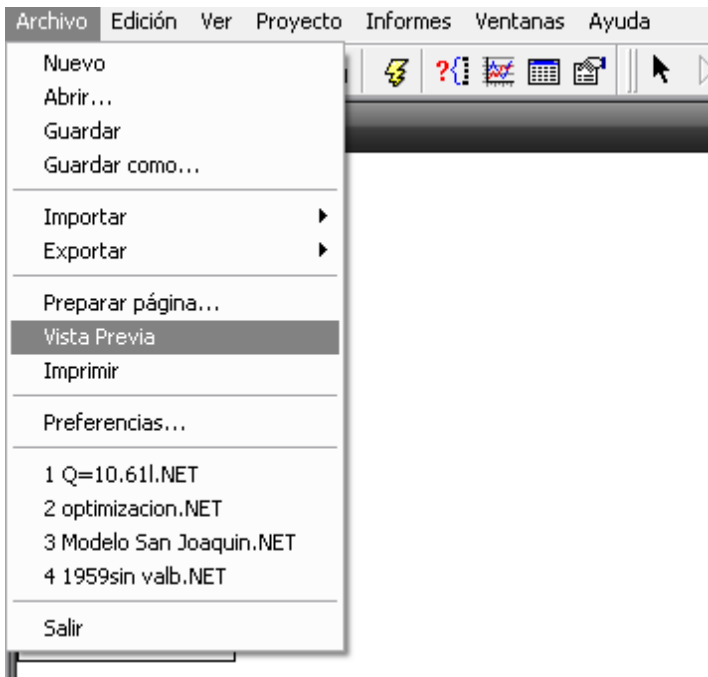 Archivo Edición Ver Proyecto Informes Ventanas Ayuda
Nuevo
Abrir...
Guardar
Guardar como...
Importar
Exportar
Preparar página...
Vista Previa
Imprimir
Preferencias...
1 Q=10.61l.NET
2 optimizacion.NET
3 Modelo San Joaquin.NET
4 1959sin valb.NET
Salir